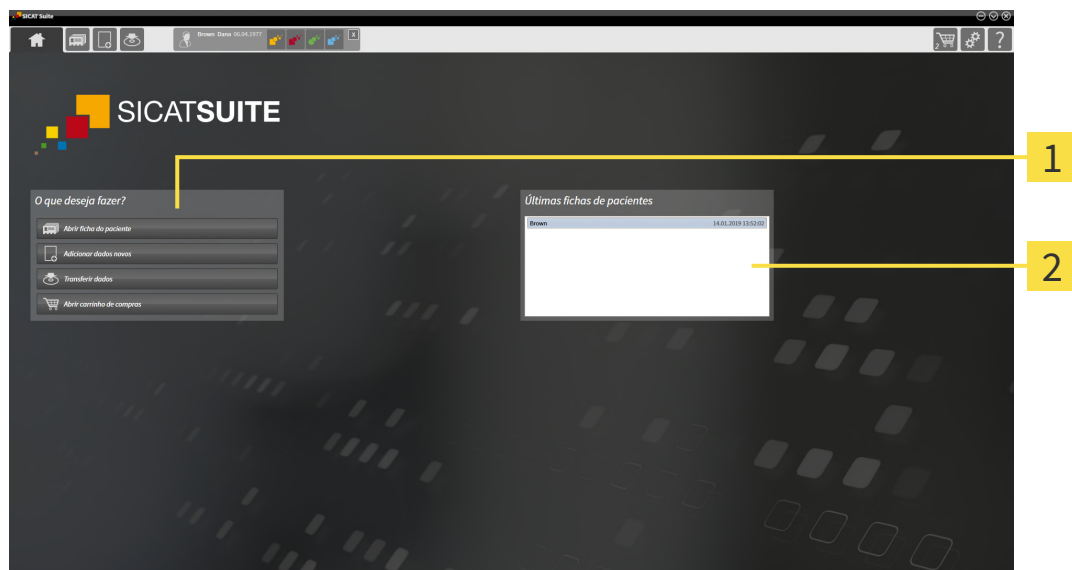 SICAT Suite
Brown Dana 06.04.1977
X
2
?
SICATSUITE
1
O que deseja fazer?
Abrir ficha do paciente
Adicionar dados novos
Transferir dados
Abrir carrinho de compras
Últimas fichas de pacientes
Brown 14.01.2019 13:52:02
2